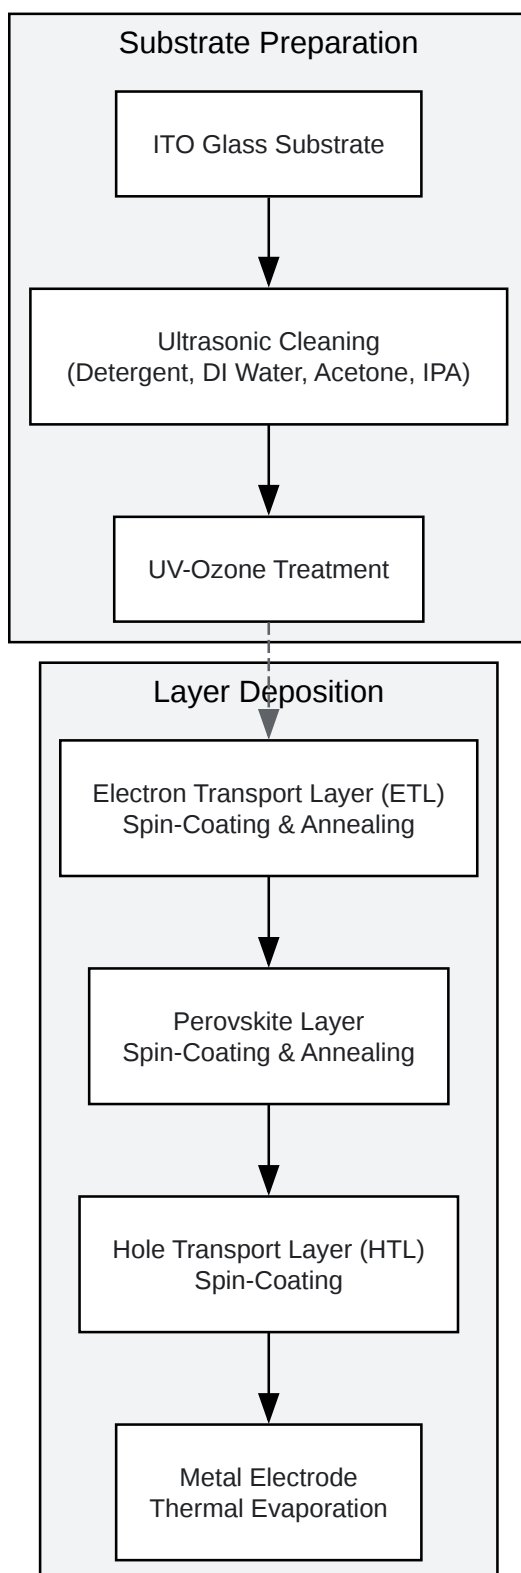 Substrate Preparation
ITO Glass Substrate
Ultrasonic Cleaning
(Detergent, DI Water, Acetone, IPA)
UV-Ozone Treatment
Layer Deposition
Electron Transport Layer (ETL)
Spin-Coating & Annealing
Perovskite Layer
Spin-Coating & Annealing
Hole Transport Layer (HTL)
Spin-Coating
Metal Electrode
Thermal Evaporation